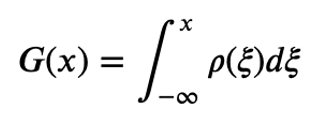 G(x) = ∫_{-∞}^{x} ρ(ξ)dξ